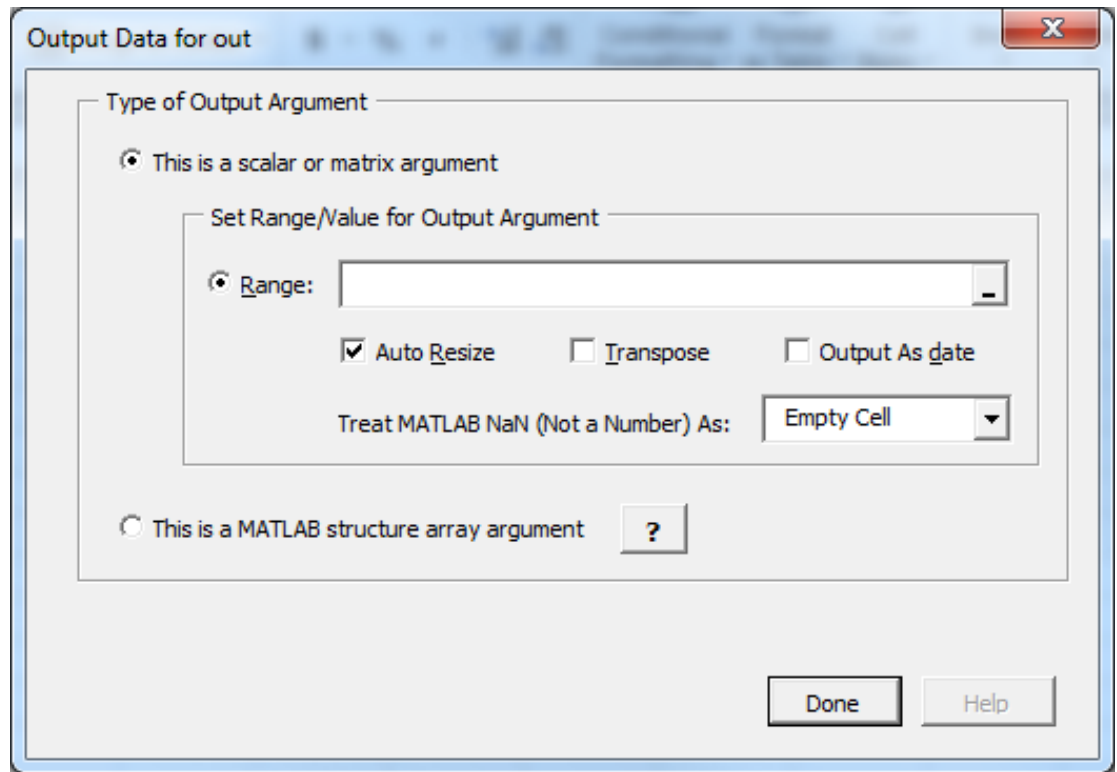 Output Data for out
Type of Output Argument
This is a scalar or matrix argument
Set Range/Value for Output Argument
Range:
Auto Resize Transpose Output As date
Treat MATLAB NaN (Not a Number) As: Empty Cell
This is a MATLAB structure array argument ?
Done Help